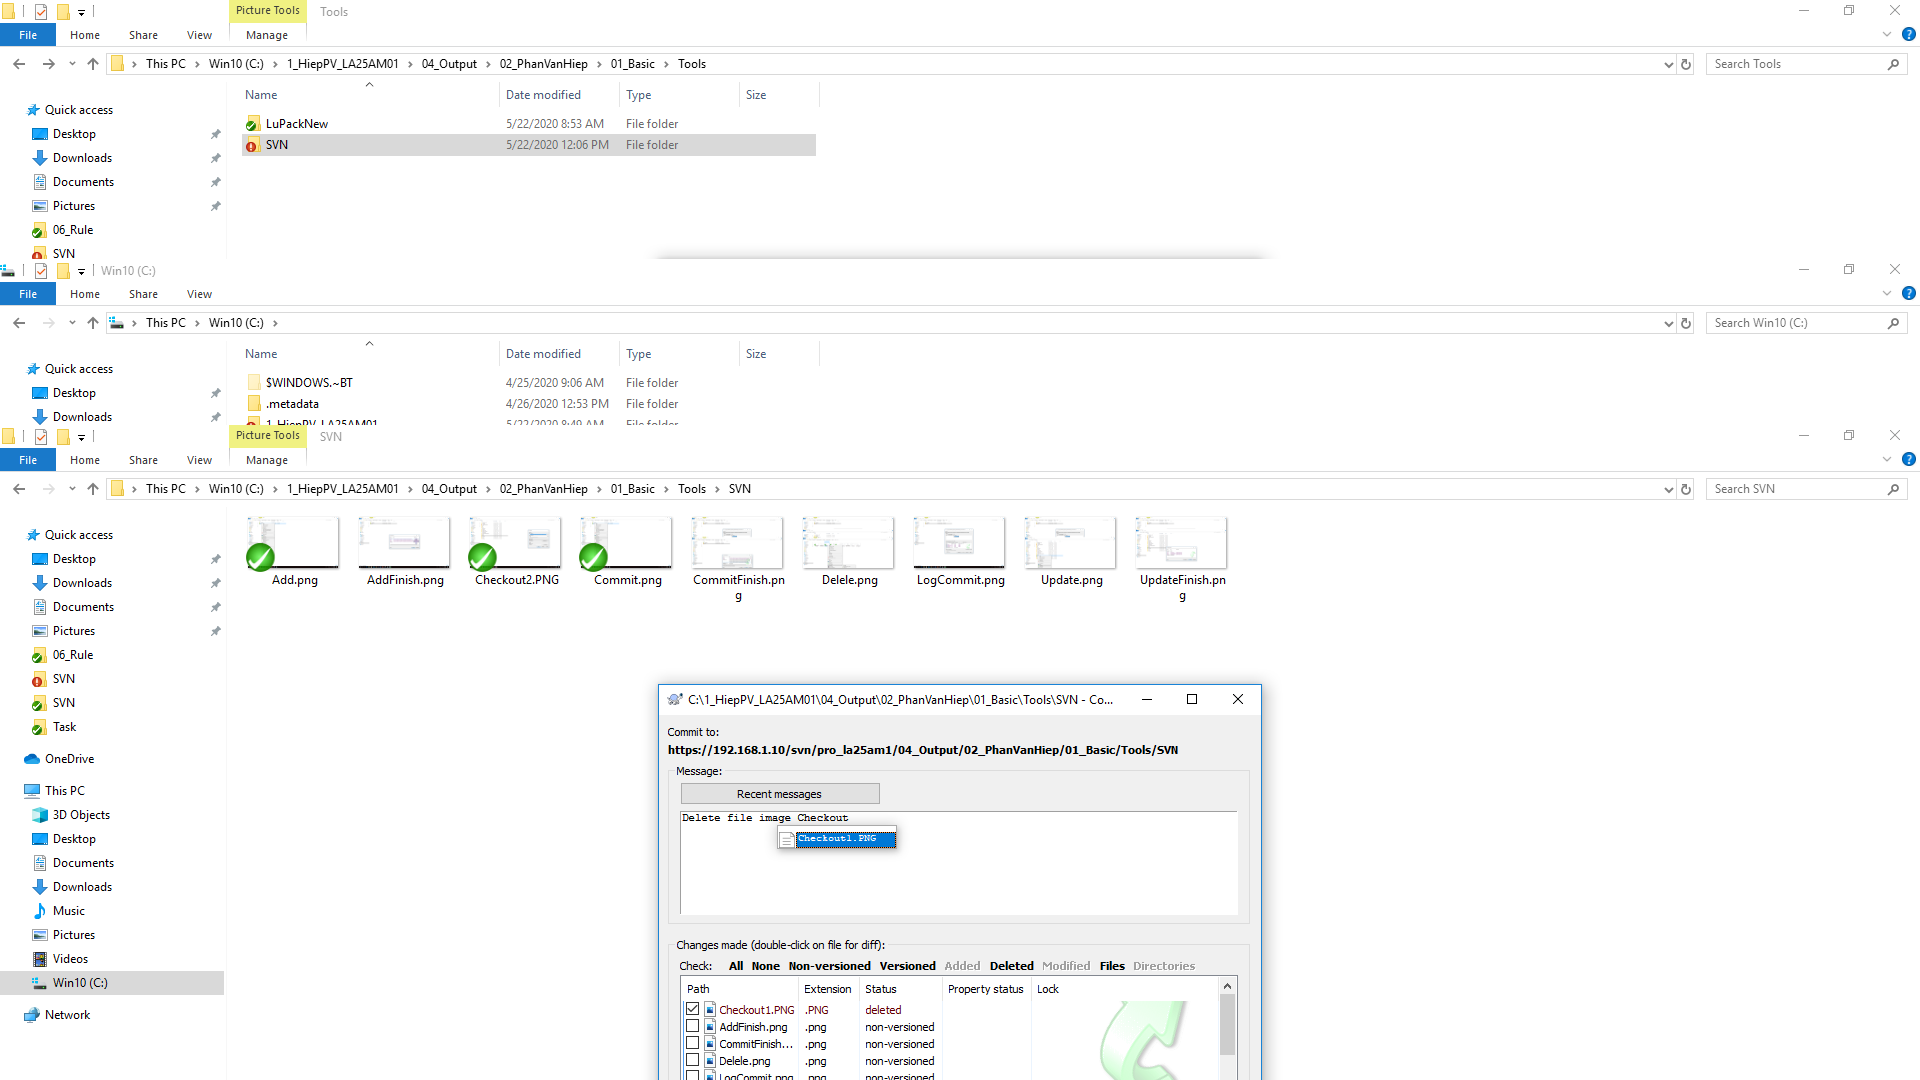 Picture Tools Tools
File Home Share View Manage
This PC Win10 (C:) 1_HiepPV_LA25AM01 04_Output 02_PhanVanHiep 01_Basic Tools Search Tools
Name Date modified Type Size
Quick access
LuPackNew 5/22/2020 8:53 AM File folder
Desktop
SVN 5/22/2020 12:06 PM File folder
Downloads
Documents
Pictures
06_Rule
SVN
Win10 (C:)
File Home Share View
This PC Win10 (C:) Search Win10 (C:)
Name Date modified Type Size
Quick access
$WINDOWS.~BT 4/25/2020 9:06 AM File folder
Desktop
.metadata 4/26/2020 12:53 PM File folder
Downloads
1_HiepPV_LA25AM01 5/22/2020 8:49 AM File folder
Picture Tools SVN
File Home Share View Manage
This PC Win10 (C:) 1_HiepPV_LA25AM01 04_Output 02_PhanVanHiep 01_Basic Tools SVN Search SVN
Quick access
Desktop
Downloads
Documents
Pictures
06_Rule
SVN
SVN
Task
OneDrive
This PC
3D Objects
Desktop
Documents
Downloads
Music
Pictures
Videos
Win10 (C:)
Network
Add.png AddFinish.png Checkout2.PNG Commit.png CommitFinish.pn Delele.png LogCommit.png Update.png UpdateFinish.pn
g g
C:\1_HiepPV_LA25AM01\04_Output\02_PhanVanHiep\01_Basic\Tools\SVN - Co...
Commit to:
https://192.168.1.10/svn/pro_la25am1/04_Output/02_PhanVanHiep/01_Basic/Tools/SVN
Message:
Recent messages
Delete file image Checkout
Checkout1.PNG
Changes made (double-click on file for diff):
Check: All None Non-versioned Versioned Added Deleted Modified Files Directories
Path Extension Status Property status Lock
Checkout1.PNG .PNG deleted
AddFinish.png .png non-versioned
CommitFinish... .png non-versioned
Delele.png .png non-versioned
LogCommit.png .png non-versioned